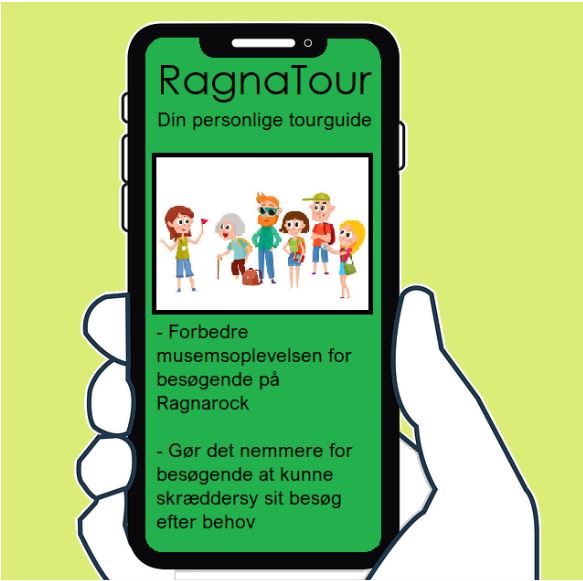 RagnaTour
Din personlige tourguide
- Forbedre
musemsoplevelsen for
besøgende på
Ragnarock
- Gør det nemmere for
besøgende at kunne
skræddersy sit besøg
efter behov